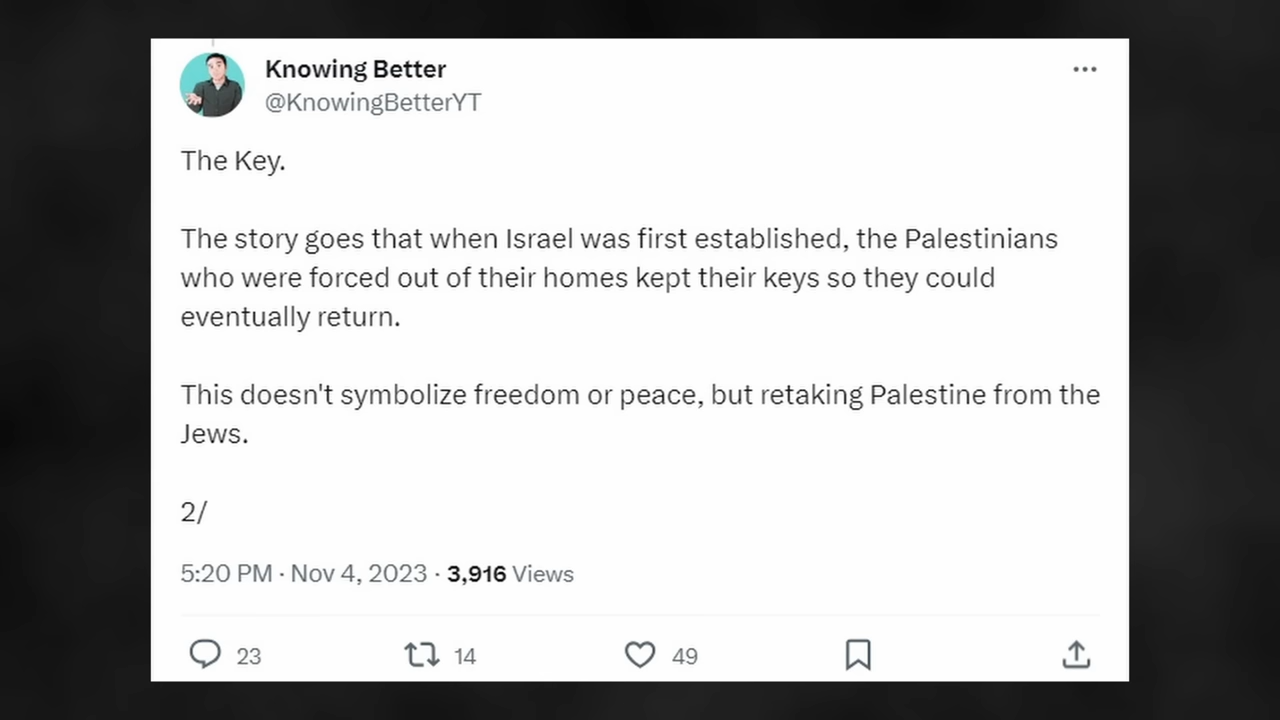 Knowing Better
@KnowingBetterYT
The Key.
The story goes that when Israel was first established, the Palestinians
who were forced out of their homes kept their keys so they could
eventually return.
This doesn't symbolize freedom or peace, but retaking Palestine from the
Jews.
2/
5:20 PM · Nov 4, 2023 · 3,916 Views
23 14 49